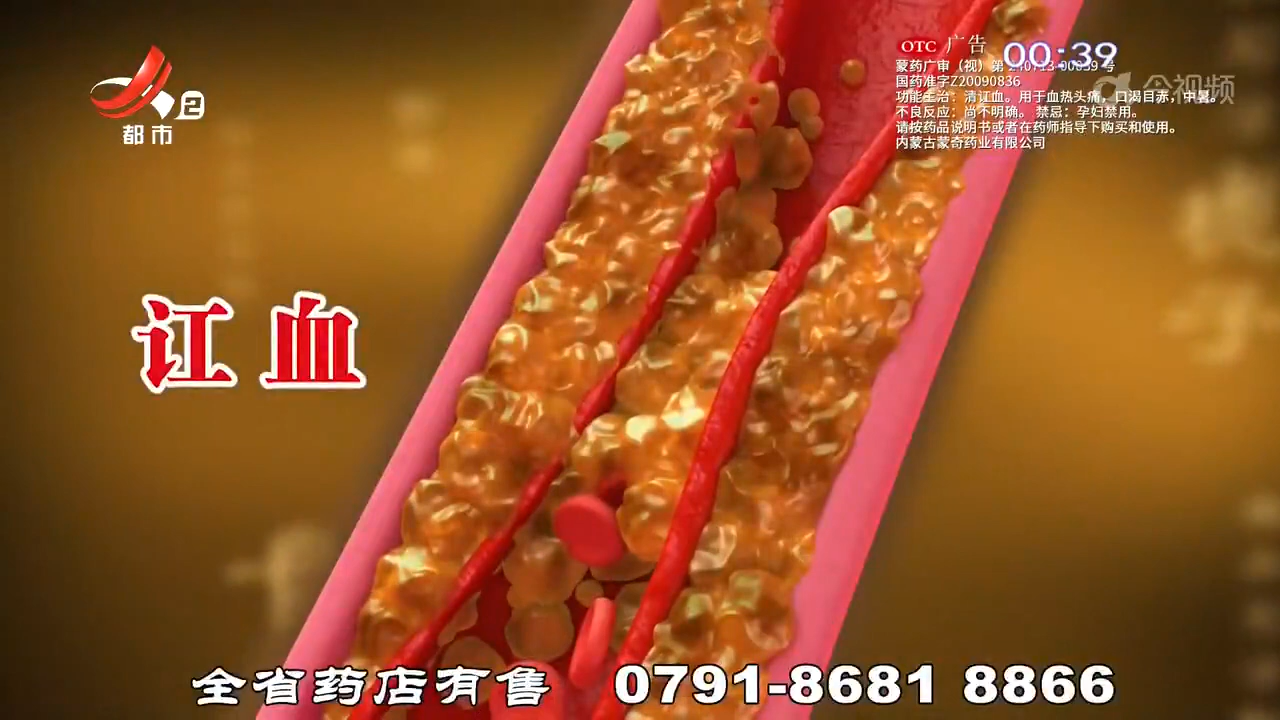 2
都市
OTC 广告 00:39
蒙药广审（视）第 号
国药准字Z20090836
今视频
功能主治：清讧血。用于血热头痛，口渴目赤，中暑。
不良反应：尚不明确。禁忌：孕妇禁用。
请按药品说明书或者在药师指导下购买和使用。
内蒙古蒙奇药业有限公司
讧血
全省药店有售 0791-8681 8866